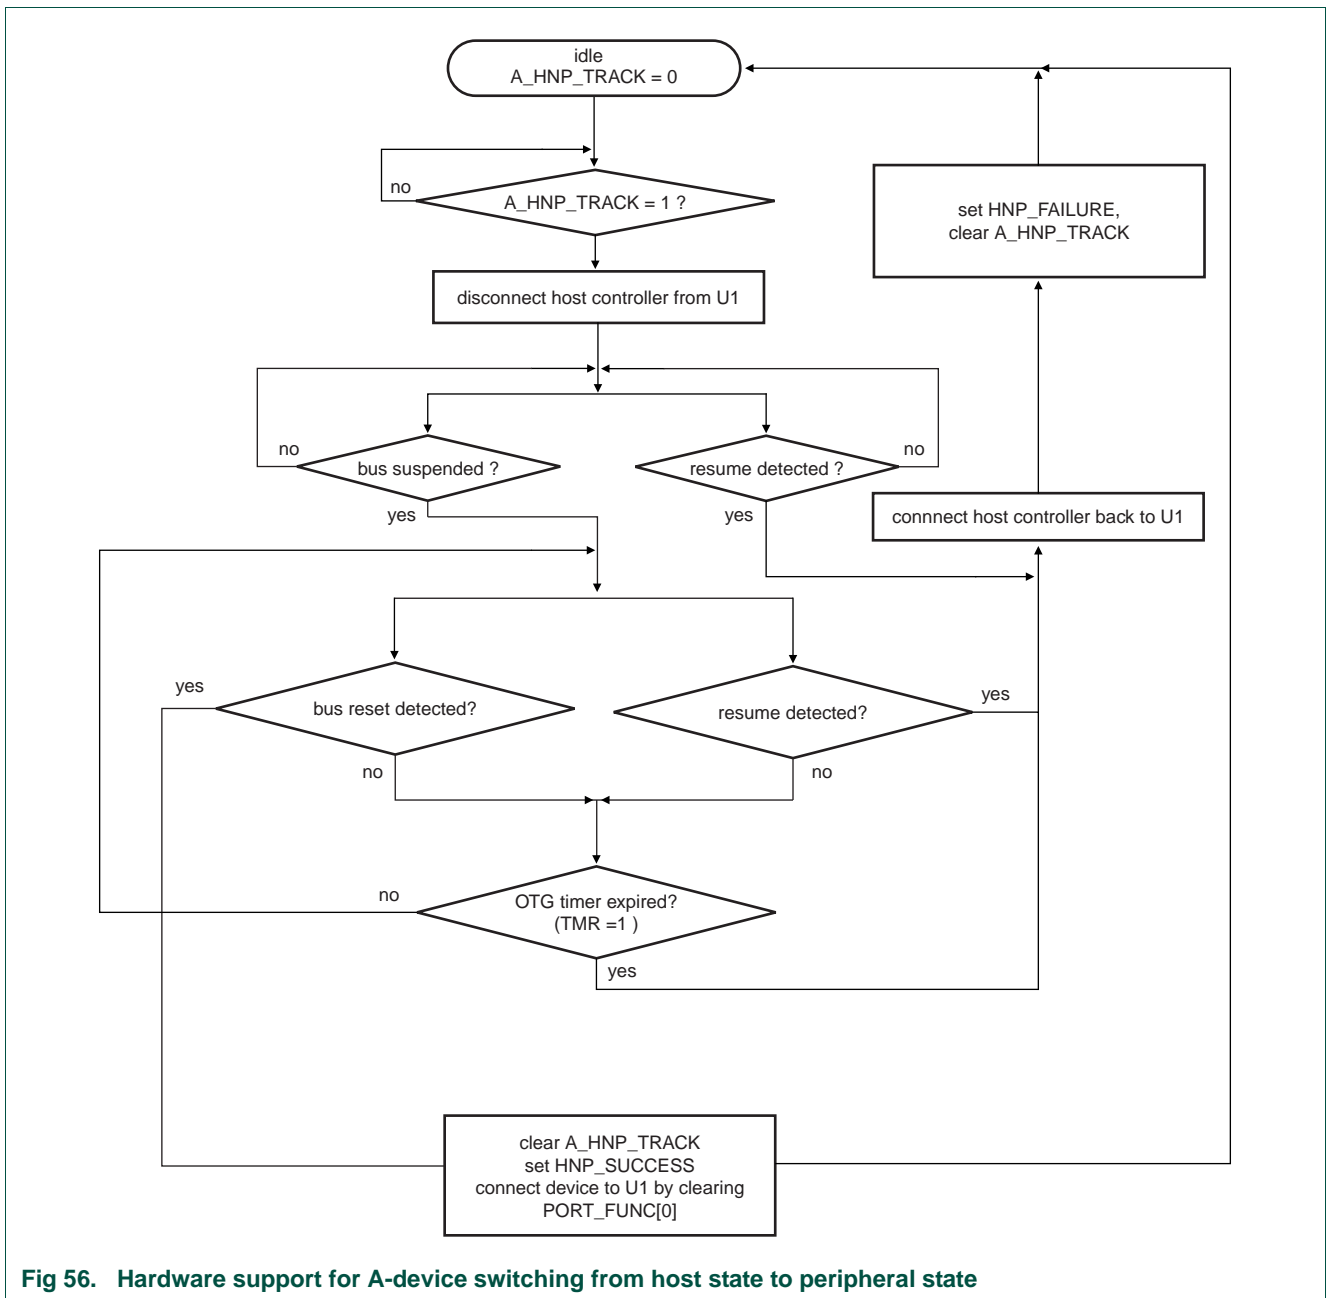 idle
A_HNP_TRACK = 0
no
A_HNP_TRACK = 1 ?
set HNP_FAILURE,
clear A_HNP_TRACK
disconnect host controller from U1
no
bus suspended ?
resume detected ?
no
yes
yes
connnect host controller back to U1
yes
bus reset detected?
resume detected?
yes
no
no
no
OTG timer expired?
(TMR =1 )
yes
clear A_HNP_TRACK
set HNP_SUCCESS
connect device to U1 by clearing
PORT_FUNC[0]
Fig 56. Hardware support for A-device switching from host state to peripheral state